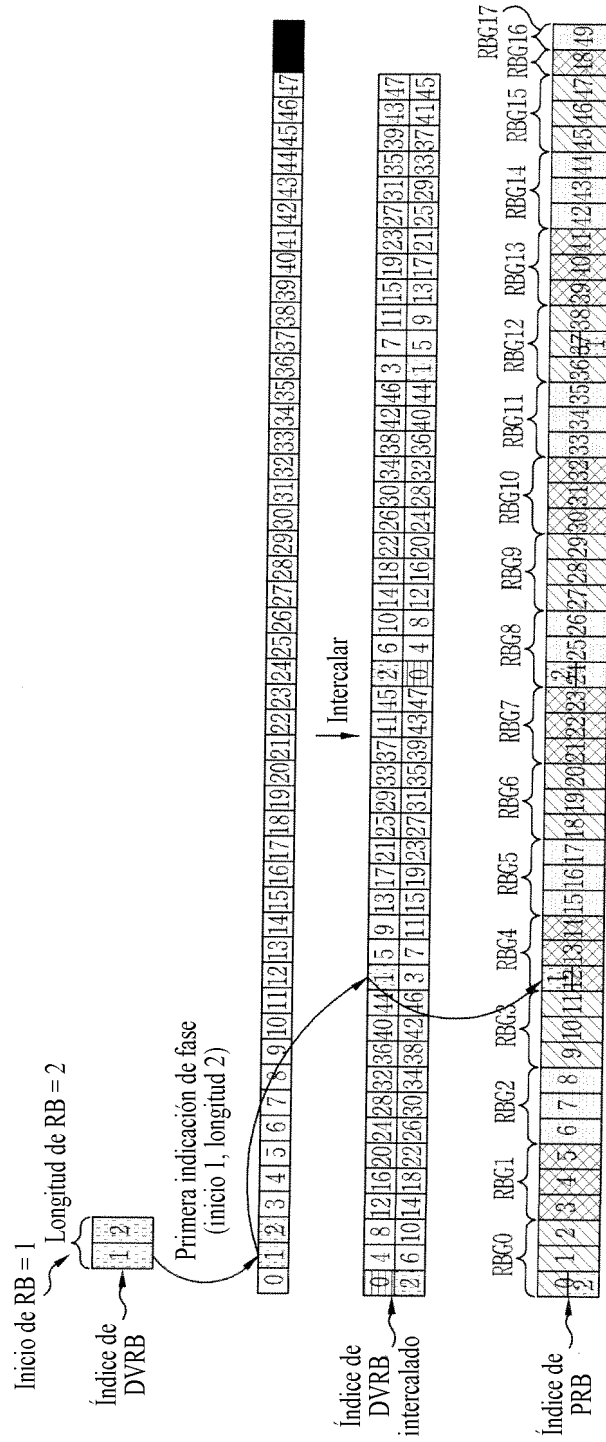 Inicio de RB = 1
Longitud de RB = 2
1 2
Índice de
DVRB
Primera indicación de fase
(inicio 1, longitud 2)
0 1 2 3 4 5 6 7 8 9 10 11 12 13 14 15 16 17 18 19 20 21 22 23 24 25 26 27 28 29 30 31 32 33 34 35 36 37 38 39 40 41 42 43 44 45 46 47
Intercalar
0 4 8 12 16 20 24 28 32 36 40 44 1 5 9 13 17 21 25 29 33 37 41 45 2 6 10 14 18 22 26 30 34 38 42 46 3 7 11 15 19 23 27 31 35 39 43 47
2 6 10 14 18 22 26 30 34 38 42 46 3 7 11 15 19 23 27 31 35 39 43 47 0 4 8 12 16 20 24 28 32 36 40 44 1 5 9 13 17 21 25 29 33 37 41 45
Índice de
DVRB
intercalado
RBG17
RBG0 RBG1 RBG2 RBG3 RBG4 RBG5 RBG6 RBG7 RBG8 RBG9 RBG10 RBG11 RBG12 RBG13 RBG14 RBG15 RBG16
1 2
0 1 2 3 4 5 6 7 8 9 10 11 12 13 14 15 16 17 18 19 20 21 22 23 24 25 26 27 28 29 30 31 32 33 34 35 36 37 38 39 40 41 42 43 44 45 46 47 48 49
2 1
Índice de
PRB